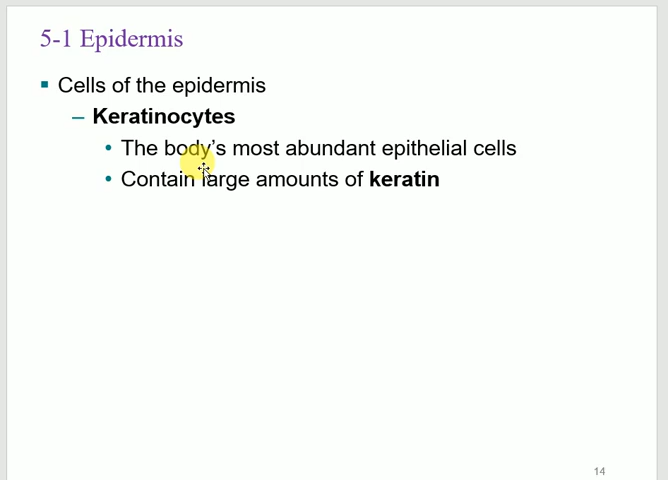 5-1 Epidermis
Cells of the epidermis
– Keratinocytes
• The body’s most abundant epithelial cells
• Contain large amounts of keratin
14